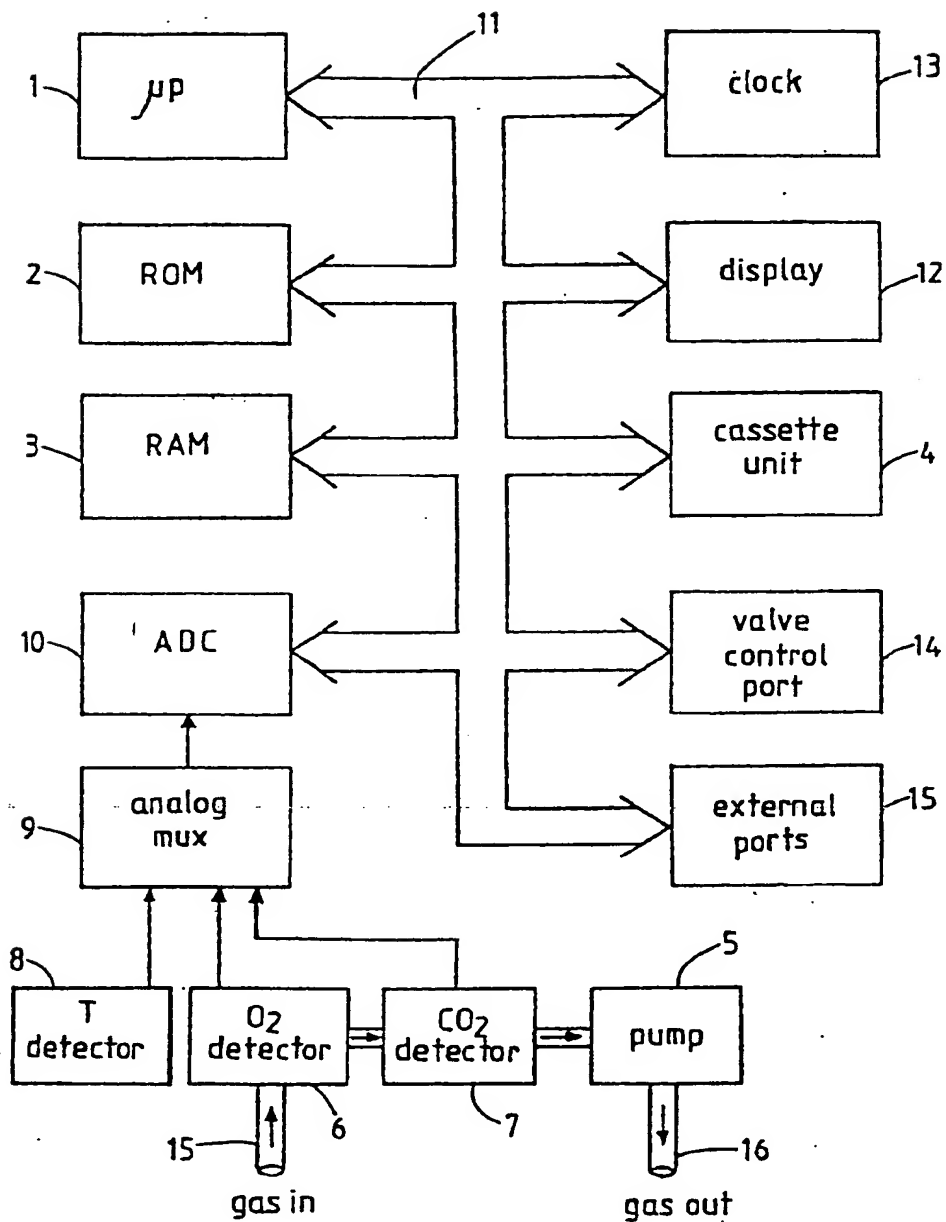 11
1
μp
clock
13
2
ROM
display
12
3
RAM
cassette
unit
4
10
ADC
valve
control
port
14
9
analog
mux
external
ports
15
8
T
detector
O2
detector
6
CO2
detector
7
5
pump
15
gas in
16
gas out